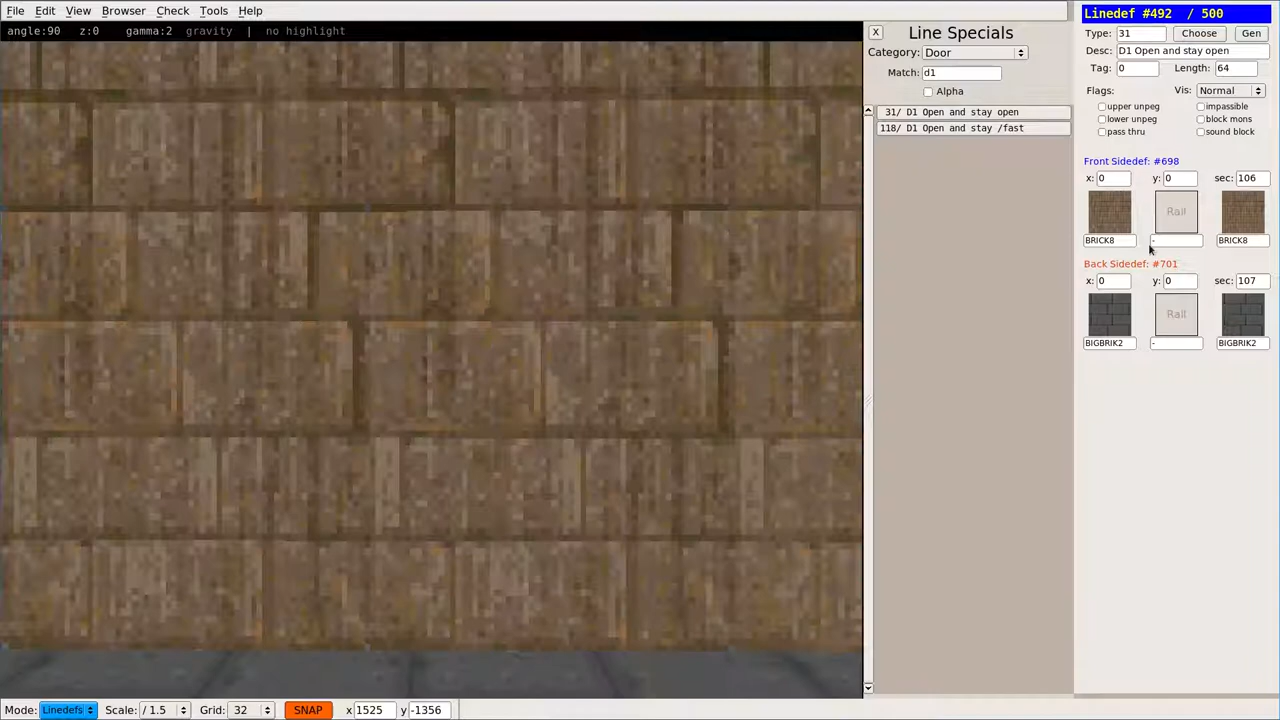 File Edit View Browser Check Tools Help
angle:90 z:0 gamma:2 gravity | no highlight
X Line Specials
Category: Door
Match: d1
Alpha
31/ D1 Open and stay open
118/ D1 Open and stay /fast
Linedef #492 / 500
Type: 31 Choose Gen
Desc: D1 Open and stay open
Tag: 0 Length: 64
Flags: Vis: Normal
upper unpeg impassible
lower unpeg block mons
pass thru sound block
Front Sidedef: #698
x: 0 y: 0 sec: 106
Rail
BRICK8 - BRICK8
Back Sidedef: #701
x: 0 y: 0 sec: 107
Rail
BIGBRIK2 - BIGBRIK2
Mode: Linedefs Scale: / 1.5 Grid: 32 SNAP x 1525 y -1356